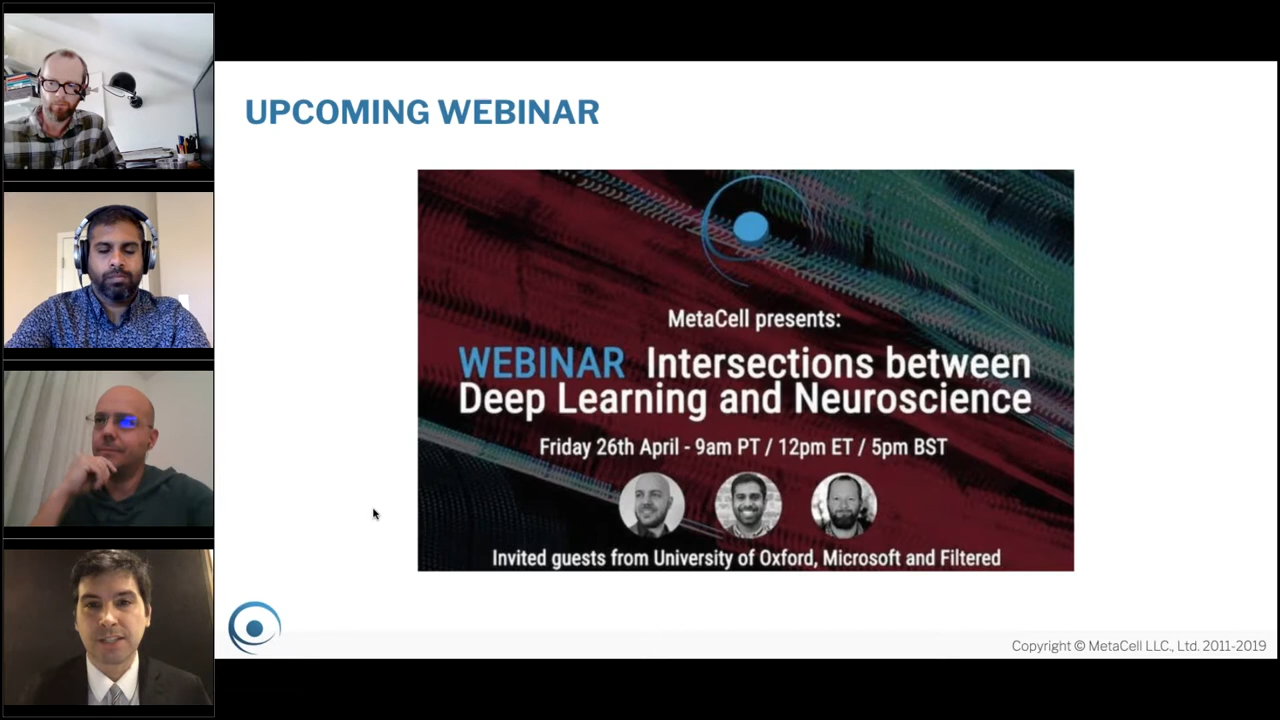 UPCOMING WEBINAR
MetaCell presents:
WEBINAR Intersections between
Deep Learning and Neuroscience
Friday 26th April - 9am PT / 12pm ET / 5pm BST
Invited guests from University of Oxford, Microsoft and Filtered
Copyright © MetaCell LLC., Ltd. 2011-2019